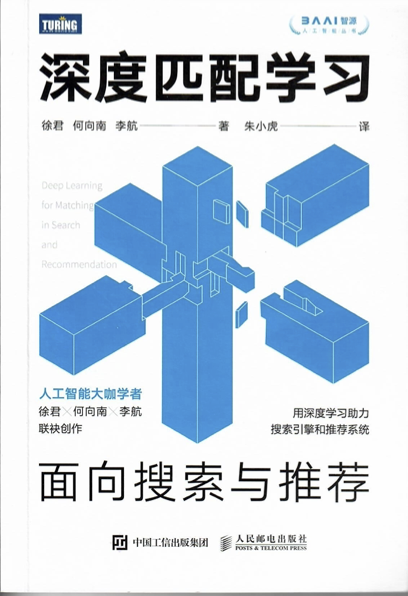 TURING
BAAI智源
人工智能丛书
深度匹配学习
徐君 何向南 李航 著 朱小虎 译
Deep Learning
for Matching
in Search
and
Recommendation
人工智能大咖学者
徐君×何向南×李航
联袂创作
用深度学习助力
搜索引擎和推荐系统
面向搜索与推荐
中国工信出版集团
人民邮电出版社
POSTS & TELECOM PRESS